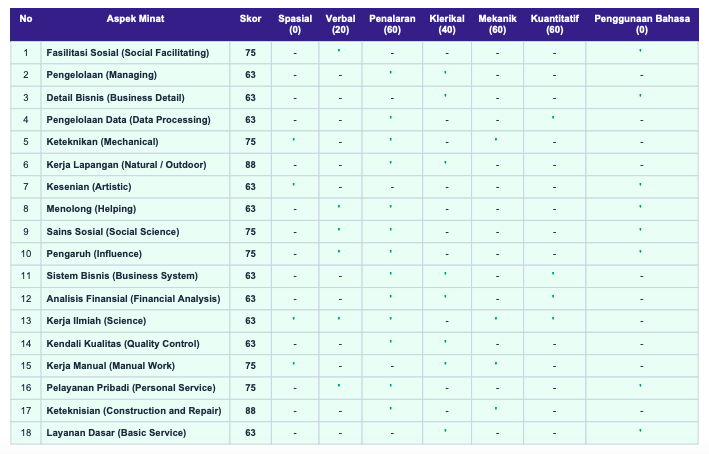 No Aspek Minat Skor Spasial (0) Verbal (20) Penalaran (60) Klerikal (40) Mekanik (60) Kuantitatif (60) Penggunaan Bahasa (0)
1 Fasilitasi Sosial (Social Facilitating) 75 - ' - - - - '
2 Pengelolaan (Managing) 63 - - ' ' - - -
3 Detail Bisnis (Business Detail) 63 - - - ' - - '
4 Pengelolaan Data (Data Processing) 63 - - ' - - ' -
5 Keteknikan (Mechanical) 75 ' - ' - ' - -
6 Kerja Lapangan (Natural / Outdoor) 88 - - ' ' - - -
7 Kesenian (Artistic) 63 ' - - - - - '
8 Menolong (Helping) 63 - ' ' - - - '
9 Sains Sosial (Social Science) 75 - ' ' - - - '
10 Pengaruh (Influence) 75 - ' ' - - - '
11 Sistem Bisnis (Business System) 63 - - ' ' - ' -
12 Analisis Finansial (Financial Analysis) 63 - - ' ' - ' -
13 Kerja Ilmiah (Science) 63 ' ' ' - ' ' -
14 Kendali Kualitas (Quality Control) 63 - - ' ' - - -
15 Kerja Manual (Manual Work) 75 ' - - ' ' - -
16 Pelayanan Pribadi (Personal Service) 75 - ' ' - - - '
17 Keteknisian (Construction and Repair) 88 - - ' - ' - -
18 Layanan Dasar (Basic Service) 63 - - - ' - - '